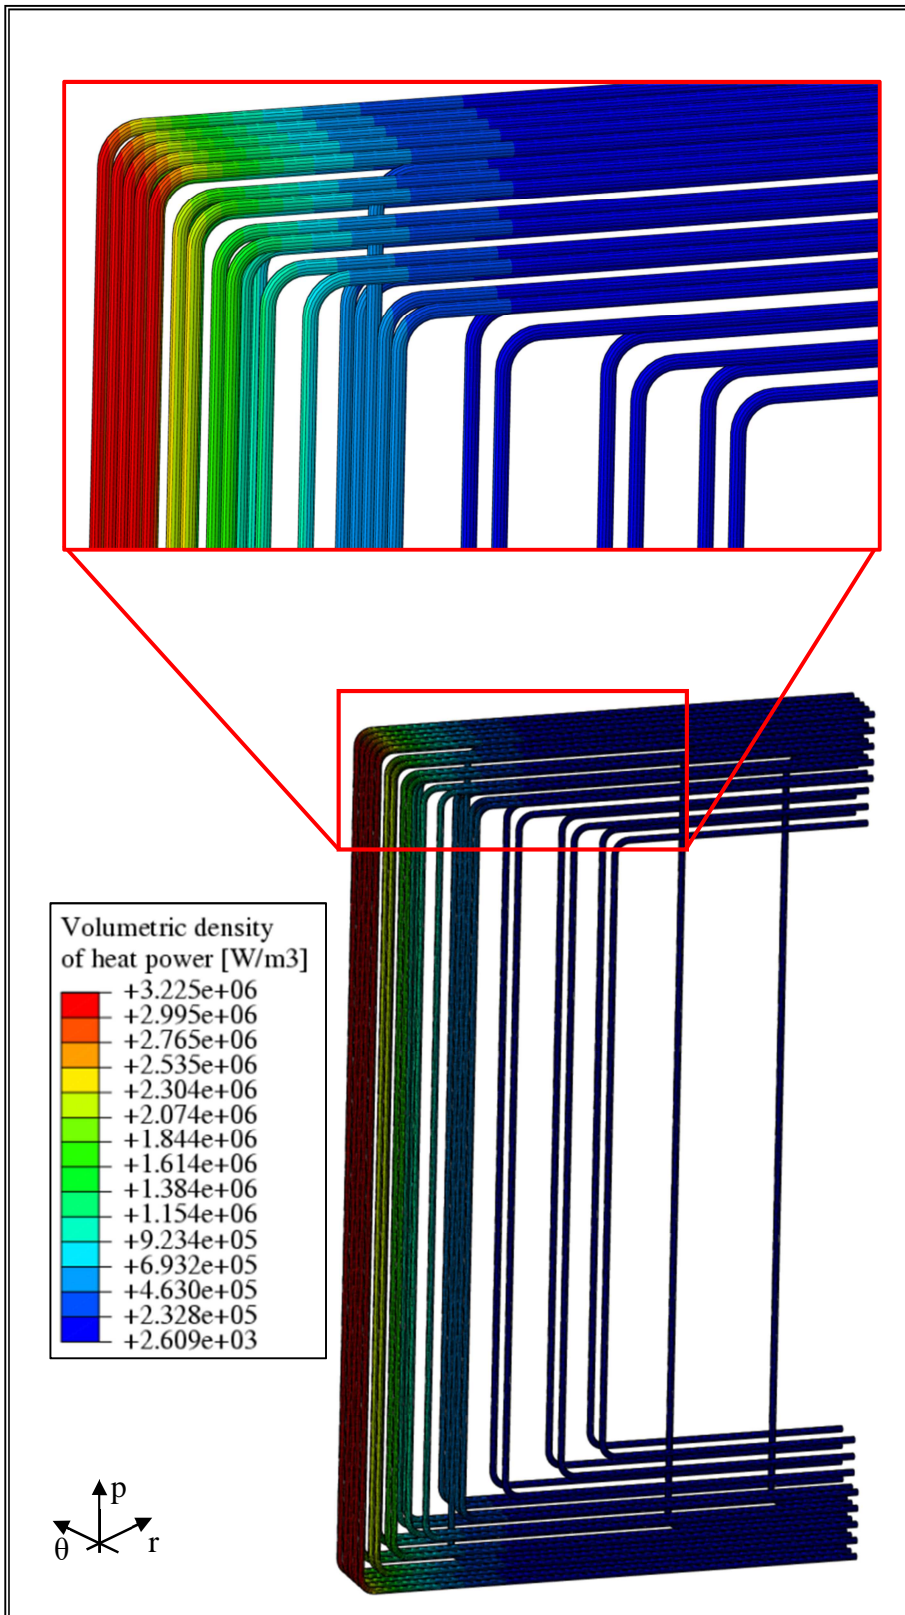 Volumetric density
of heat power [W/m3]
+3.225e+06
+2.995e+06
+2.765e+06
+2.535e+06
+2.304e+06
+2.074e+06
+1.844e+06
+1.614e+06
+1.384e+06
+1.154e+06
+9.234e+05
+6.932e+05
+4.630e+05
+2.328e+05
+2.609e+03
p
θ r